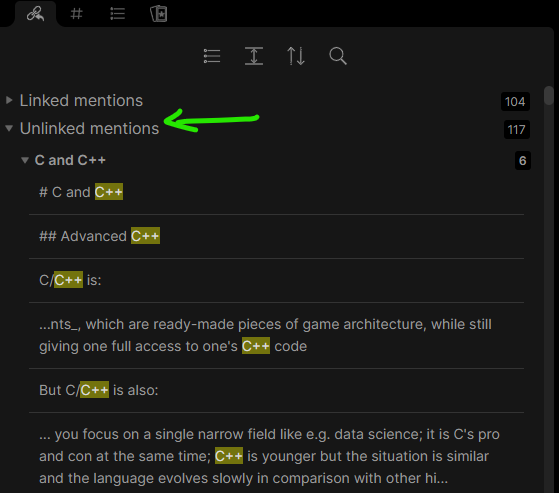 Linked mentions 104
Unlinked mentions 117
C and C++ 6
# C and C++
## Advanced C++
C/C++ is:
...nts_, which are ready-made pieces of game architecture, while still
giving one full access to one's C++ code
But C/C++ is also:
... you focus on a single narrow field like e.g. data science; it is C's pro
and con at the same time; C++ is younger but the situation is similar
and the language evolves slowly in comparison with other hi...